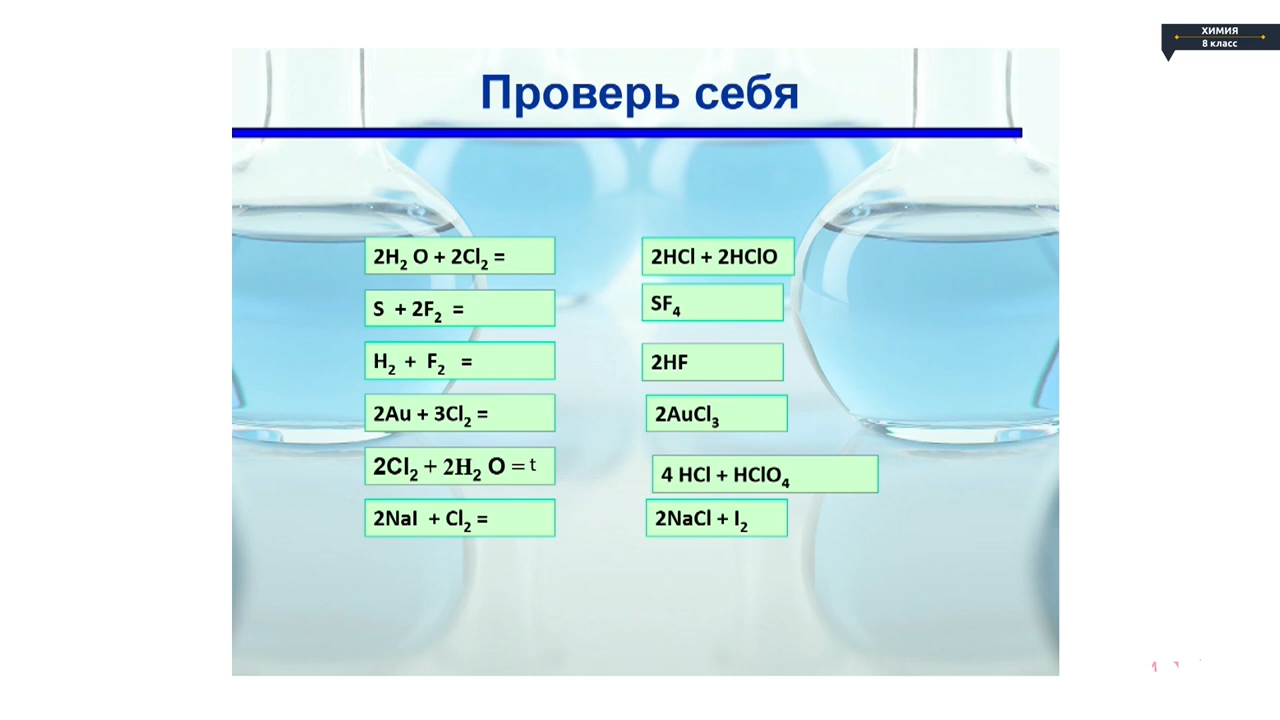 ХИМИЯ
8 класс
Проверь себя
2H₂ O + 2Cl₂ =
2HCl + 2HClO
S + 2F₂ =
SF₄
H₂ + F₂ =
2HF
2Au + 3Cl₂ =
2AuCl₃
2Cl₂ + 2H₂ O = t
4 HCl + HClO₄
2NaI + Cl₂ =
2NaCl + I₂